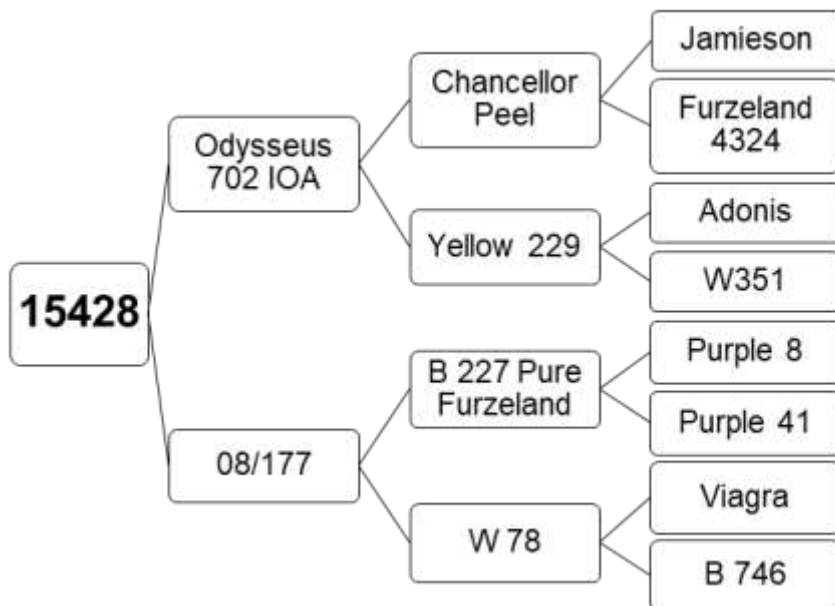 Jamieson
Chancellor
Peel
Furzeland
4324
Odysseus
702 IOA
Adonis
Yellow 229
W351
15428
Purple 8
B 227 Pure
Furzeland
Purple 41
08/177
Viagra
W 78
B 746